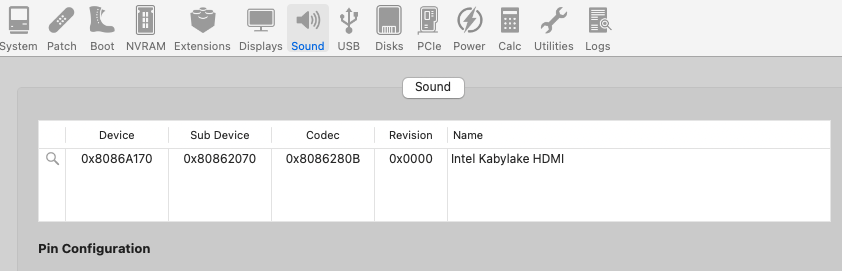 System Patch Boot NVRAM Extensions Displays Sound USB Disks PCIe Power Calc Utilities Logs
Sound
Device Sub Device Codec Revision Name
0x8086A170 0x80862070 0x8086280B 0x0000 Intel Kabylake HDMI
Pin Configuration